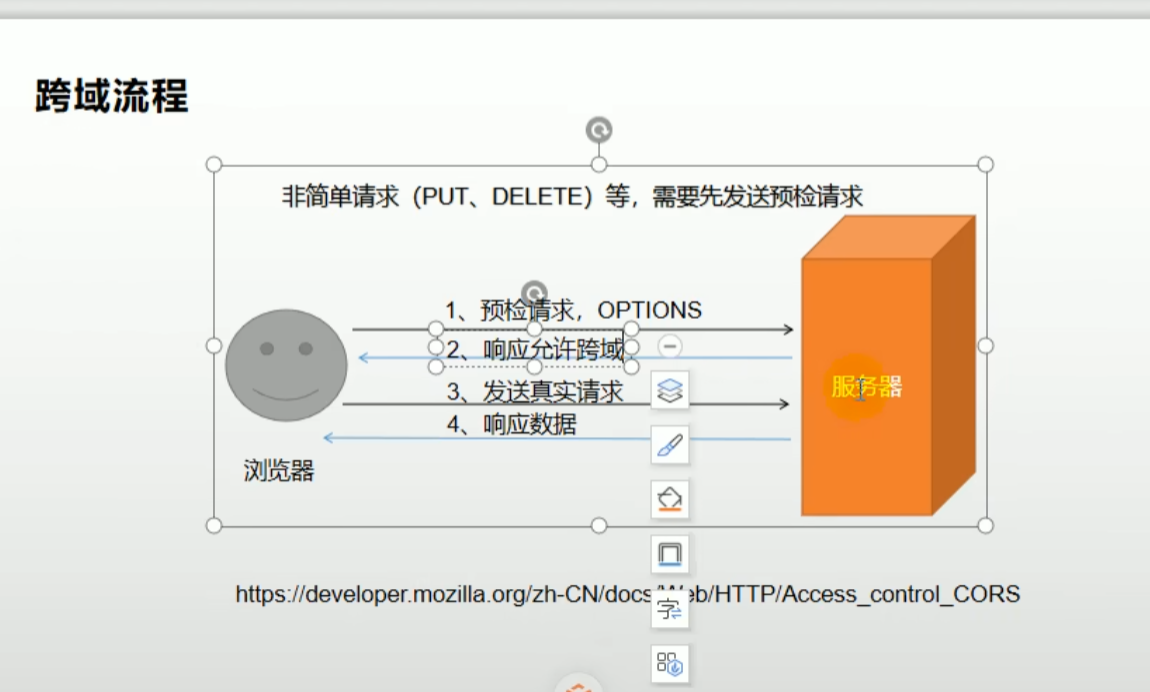 跨域流程
非简单请求（PUT、DELETE）等，需要先发送预检请求
1、预检请求，OPTIONS
2、响应允许跨域
3、发送真实请求
4、响应数据
服务器
浏览器
https://developer.mozilla.org/zh-CN/docs/Web/HTTP/Access_control_CORS
字